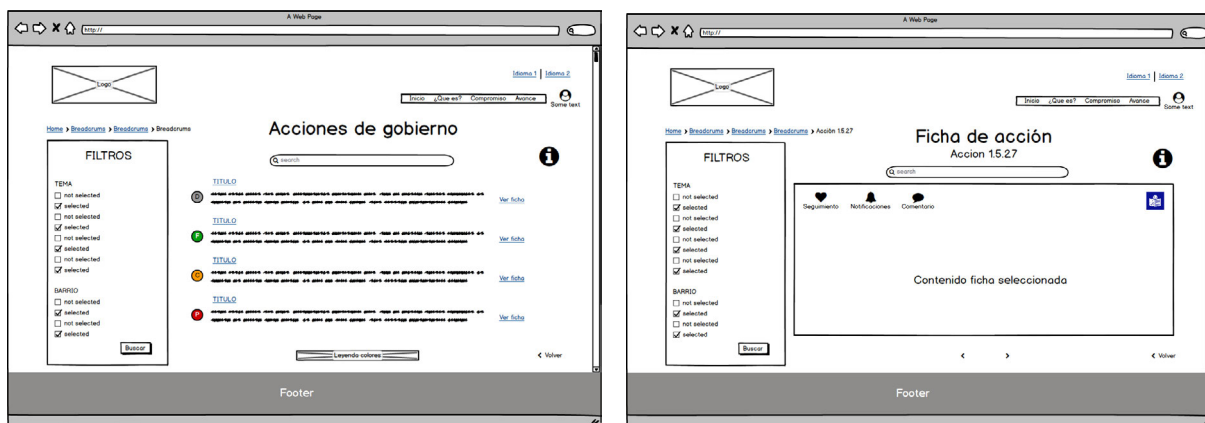 A Web Page
http://
Logo
Idioma 1 | Idioma 2
Inicio ¿Que es? Compromiso Avance
Some text
Home > Breadcrums > Breadcrums > Breadcrums
Acciones de gobierno
FILTROS
search
TEMA
not selected
selected
not selected
selected
not selected
selected
not selected
selected
BARRIO
not selected
selected
not selected
selected
Buscar
TITULO
D
Ver ficha
TITULO
F
Ver ficha
TITULO
C
Ver ficha
TITULO
P
Ver ficha
Leyenda colores
< Volver
Footer
A Web Page
http://
Logo
Idioma 1 | Idioma 2
Inicio ¿Que es? Compromiso Avance
Some text
Home > Breadcrums > Breadcrums > Breadcrums > Acción 1.5.27
Ficha de acción
Accion 1.5.27
FILTROS
search
TEMA
not selected
selected
not selected
selected
not selected
selected
not selected
selected
BARRIO
not selected
selected
not selected
selected
Buscar
Seguimiento Notificaciones Comentario
Contenido ficha seleccionada
< >
< Volver
Footer